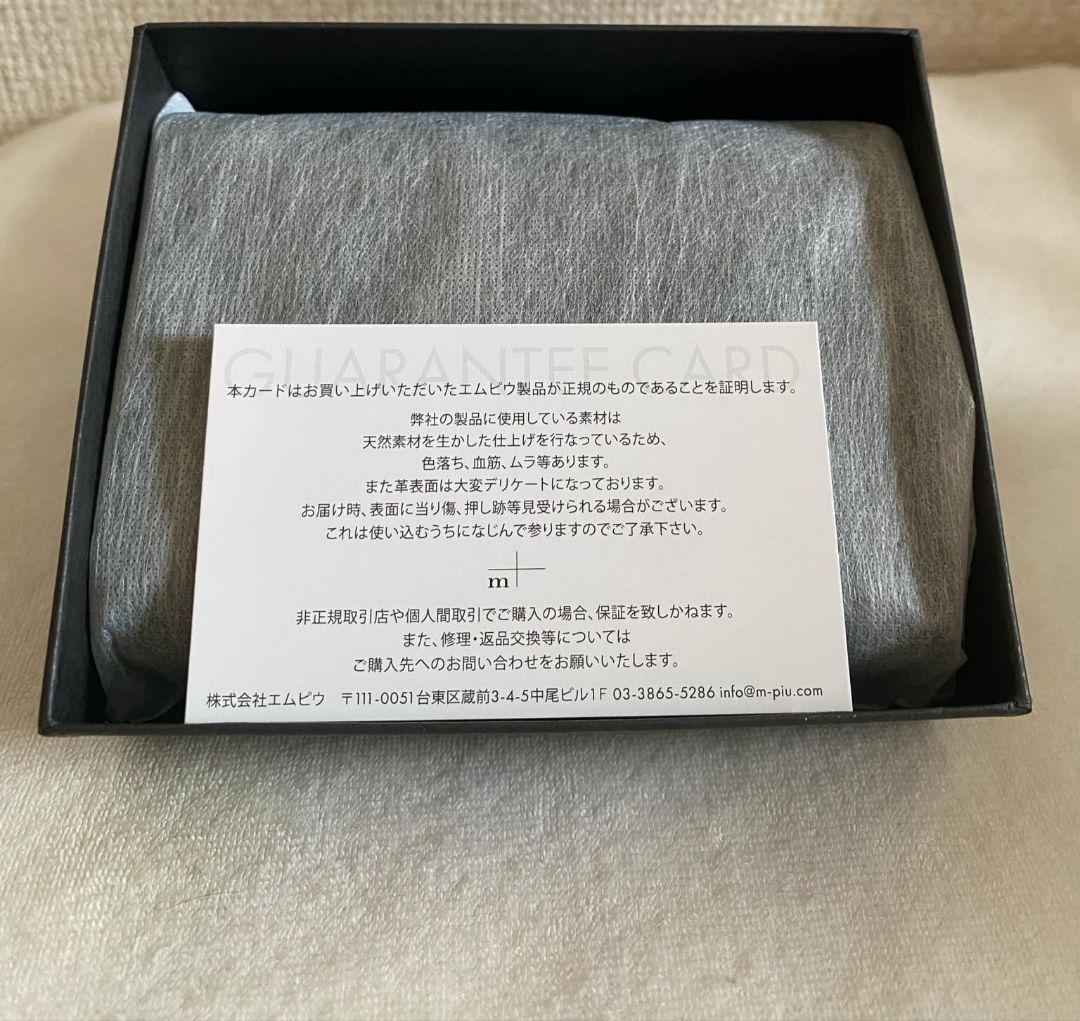 GUARANTEE CARD
本カードはお買い上げいただいたエムピウ製品が正規のものであることを証明します。
弊社の製品に使用している素材は
天然素材を生かした仕上げを行なっているため、
色落ち、血筋、ムラ等あります。
また革表面は大変デリケートになっております。
お届け時、表面に当り傷、押し跡等見受けられる場合がございます。
これは使い込むうちになじんで参りますのでご了承下さい。
m+
非正規取引店や個人間取引でご購入の場合、保証を致しかねます。
また、修理・返品交換等については
ご購入先へのお問い合わせをお願いいたします。
株式会社エムピウ 〒111-0051台東区蔵前3-4-5中尾ビル1F 03-3865-5286 info@m-piu.com